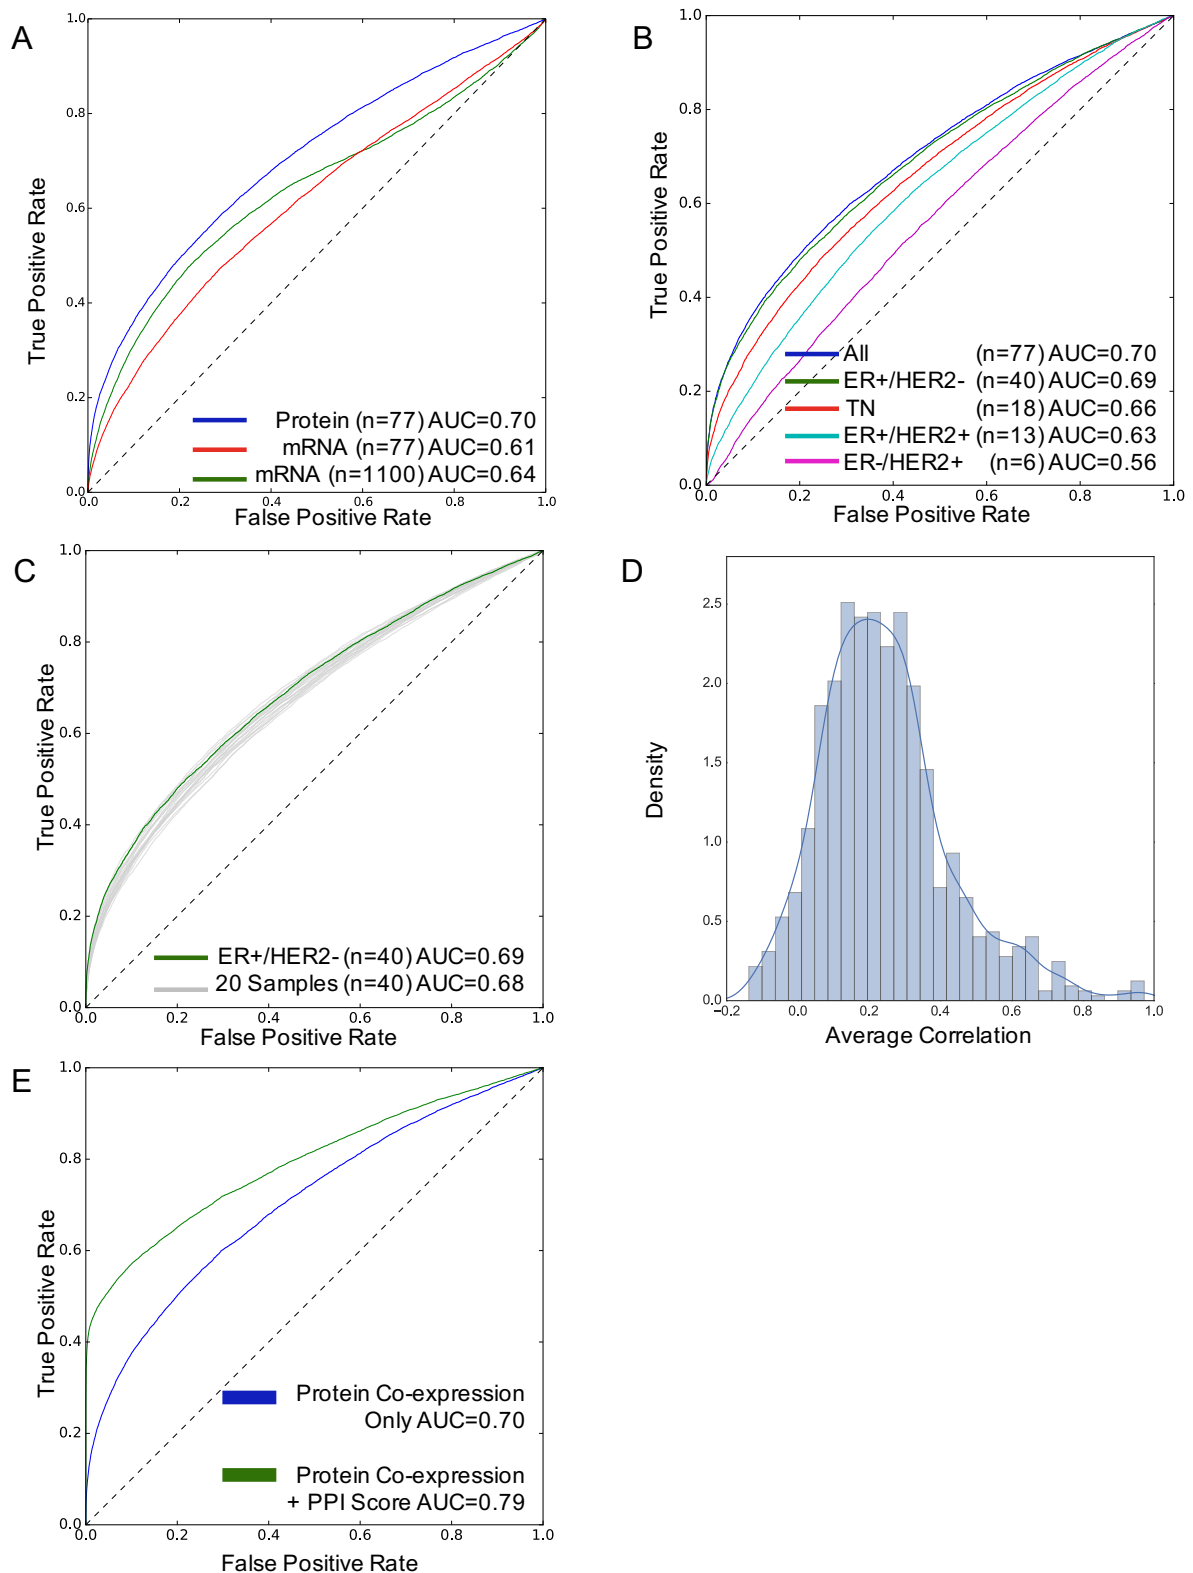 A
1.0
0.8
0.6
0.4
0.2
0.0
0.0 0.2 0.4 0.6 0.8 1.0
True Positive Rate
False Positive Rate
Protein (n=77) AUC=0.70
mRNA (n=77) AUC=0.61
mRNA (n=1100) AUC=0.64
B
1.0
0.8
0.6
0.4
0.2
0.0
0.0 0.2 0.4 0.6 0.8 1.0
True Positive Rate
False Positive Rate
All (n=77) AUC=0.70
ER+/HER2- (n=40) AUC=0.69
TN (n=18) AUC=0.66
ER+/HER2+ (n=13) AUC=0.63
ER-/HER2+ (n=6) AUC=0.56
C
1.0
0.8
0.6
0.4
0.2
0.0
0.0 0.2 0.4 0.6 0.8 1.0
True Positive Rate
False Positive Rate
ER+/HER2- (n=40) AUC=0.69
20 Samples (n=40) AUC=0.68
D
2.5
2.0
1.5
1.0
0.5
0.0
−0.2 0.0 0.2 0.4 0.6 0.8 1.0
Density
Average Correlation
E
1.0
0.8
0.6
0.4
0.2
0.0
0.0 0.2 0.4 0.6 0.8 1.0
True Positive Rate
False Positive Rate
Protein Co-expression
Only AUC=0.70
Protein Co-expression
+ PPI Score AUC=0.79